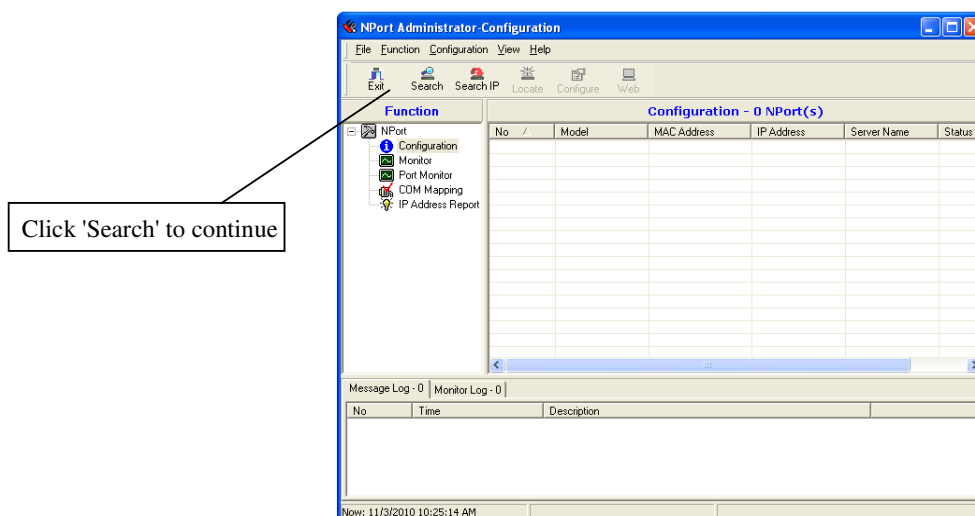 NPort Administrator-Configuration
File Function Configuration View Help
Exit Search Search IP Locate Configure Web
Function
Configuration - 0 NPort(s)
NPort
Configuration
Monitor
Port Monitor
COM Mapping
IP Address Report
No Model MAC Address IP Address Server Name Status
Click 'Search' to continue
Message Log - 0 Monitor Log - 0
No Time Description
Now: 11/3/2010 10:25:14 AM